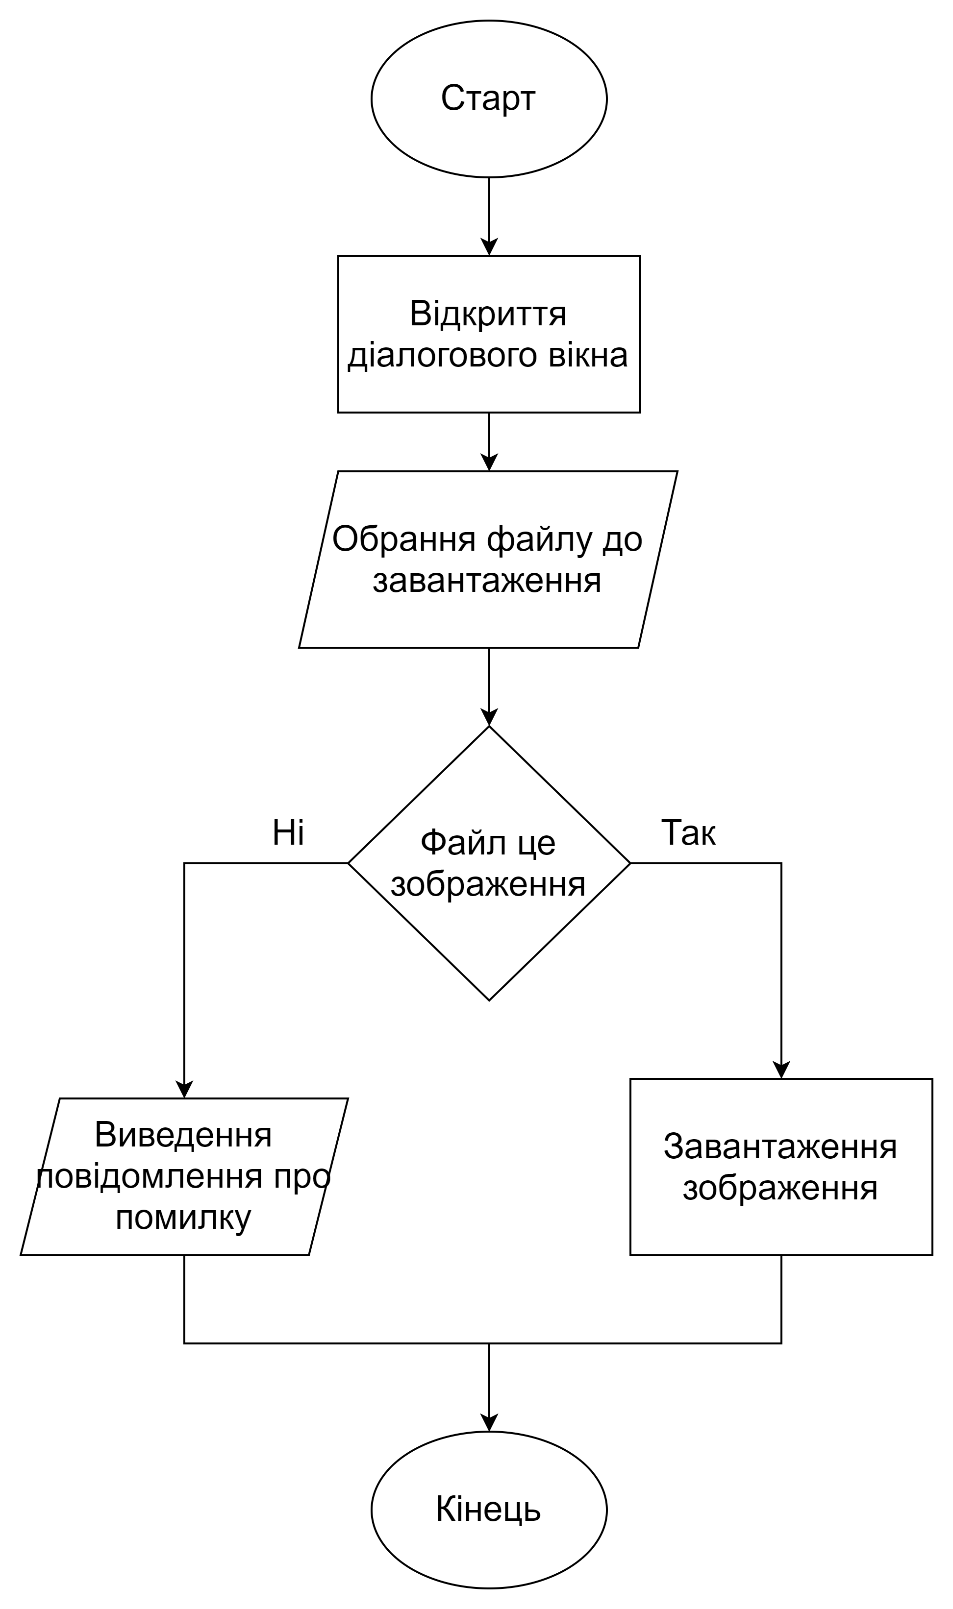 Старт
Відкриття
діалогового вікна
Обрання файлу до
завантаження
Файл це
зображення
Ні
Так
Виведення
повідомлення про
помилку
Завантаження
зображення
Кінець